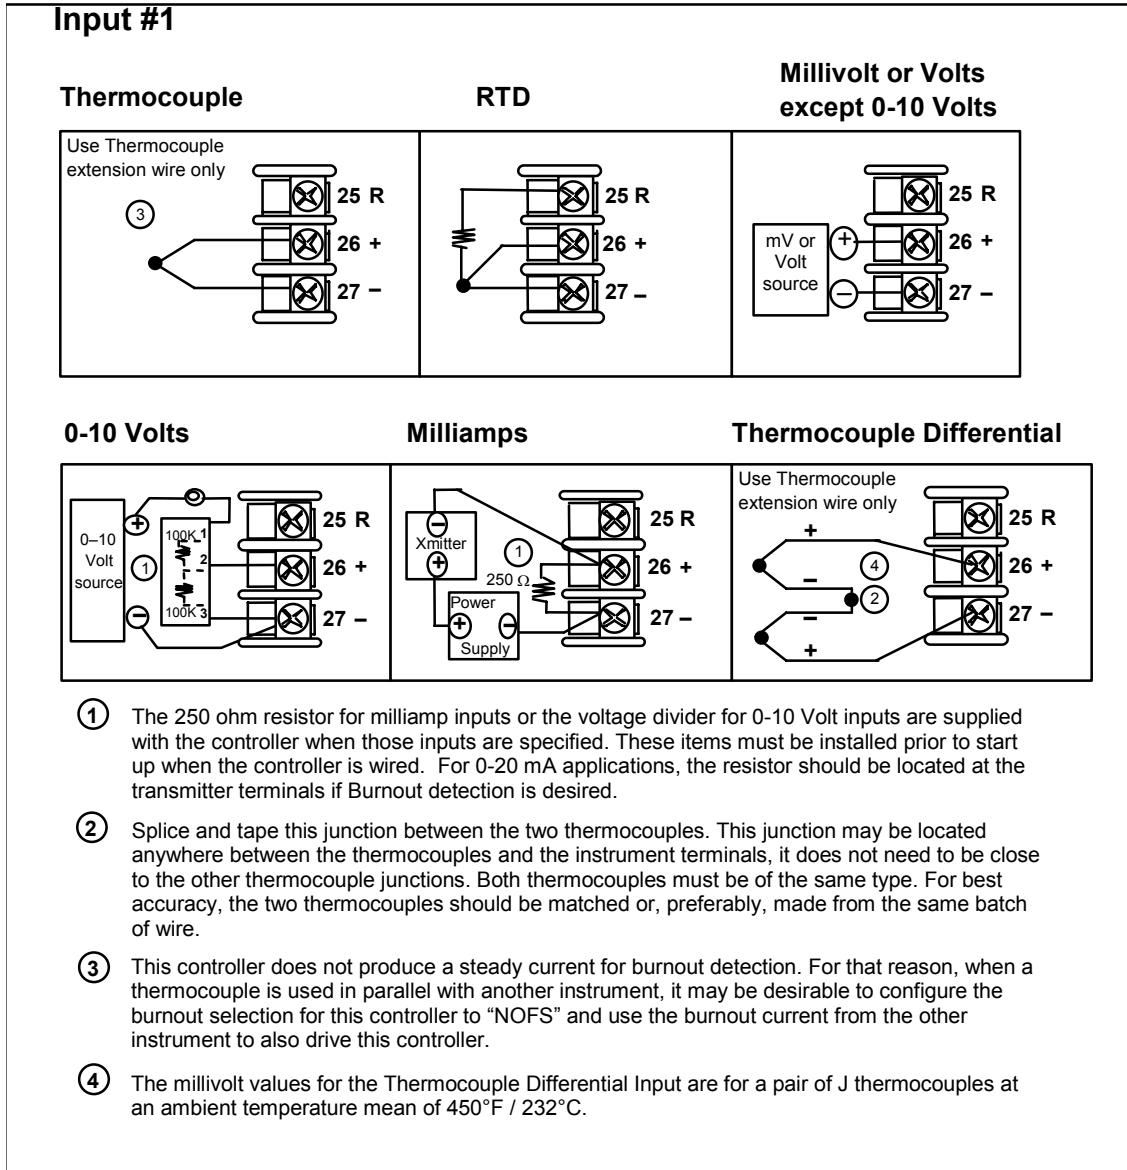 Input #1
Thermocouple
RTD
Millivolt or Volts
except 0-10 Volts
Use Thermocouple
extension wire only
3
25 R
26 +
27 –
25 R
26 +
27 –
mV or
Volt
source
+
–
25 R
26 +
27 –
0-10 Volts
Milliamps
Thermocouple Differential
0–10
Volt
source
+
–
1
100K 1
2
100K 3
25 R
26 +
27 –
–
Xmitter
+
1
250 Ω
Power
+ –
Supply
25 R
26 +
27 –
Use Thermocouple
extension wire only
+
–
4
2
–
+
25 R
26 +
27 –
1 The 250 ohm resistor for milliamp inputs or the voltage divider for 0-10 Volt inputs are supplied
with the controller when those inputs are specified. These items must be installed prior to start
up when the controller is wired. For 0-20 mA applications, the resistor should be located at the
transmitter terminals if Burnout detection is desired.
2 Splice and tape this junction between the two thermocouples. This junction may be located
anywhere between the thermocouples and the instrument terminals, it does not need to be close
to the other thermocouple junctions. Both thermocouples must be of the same type. For best
accuracy, the two thermocouples should be matched or, preferably, made from the same batch
of wire.
3 This controller does not produce a steady current for burnout detection. For that reason, when a
thermocouple is used in parallel with another instrument, it may be desirable to configure the
burnout selection for this controller to “NOFS” and use the burnout current from the other
instrument to also drive this controller.
4 The millivolt values for the Thermocouple Differential Input are for a pair of J thermocouples at
an ambient temperature mean of 450°F / 232°C.